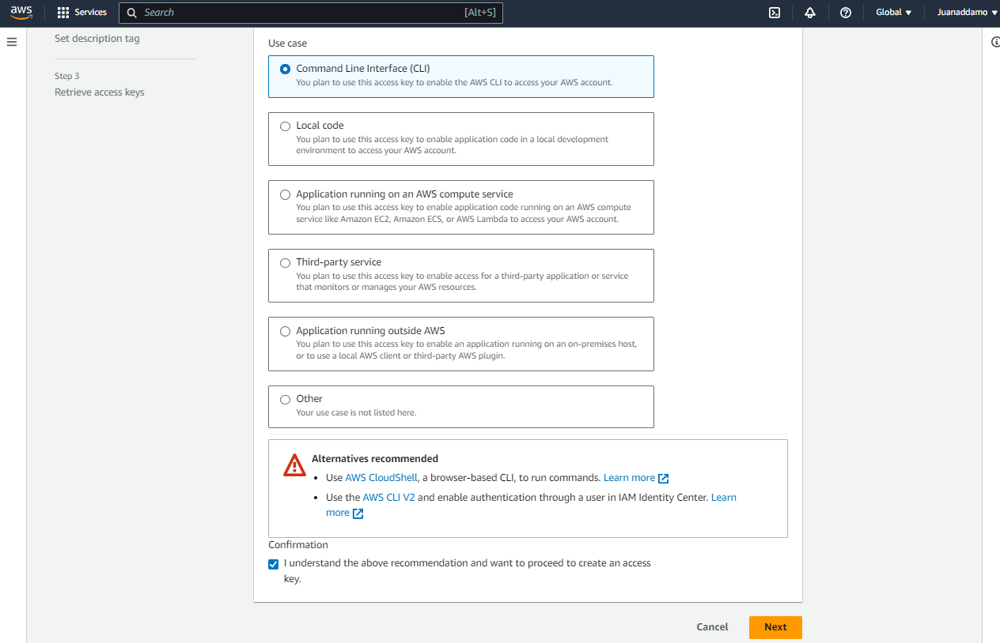 aws
Services
Search
[Alt+S]
Global
Juanaddamo
Set description tag
Step 3
Retrieve access keys
Use case
Command Line Interface (CLI)
You plan to use this access key to enable the AWS CLI to access your AWS account.
Local code
You plan to use this access key to enable application code in a local development
environment to access your AWS account.
Application running on an AWS compute service
You plan to use this access key to enable application code running on an AWS compute
service like Amazon EC2, Amazon ECS, or AWS Lambda to access your AWS account.
Third-party service
You plan to use this access key to enable access for a third-party application or service
that monitors or manages your AWS resources.
Application running outside AWS
You plan to use this access key to enable an application running on an on-premises host,
or to use a local AWS client or third-party AWS plugin.
Other
Your use case is not listed here.
Alternatives recommended
• Use AWS CloudShell, a browser-based CLI, to run commands. Learn more
• Use the AWS CLI V2 and enable authentication through a user in IAM Identity Center. Learn
more
Confirmation
I understand the above recommendation and want to proceed to create an access
key.
Cancel
Next